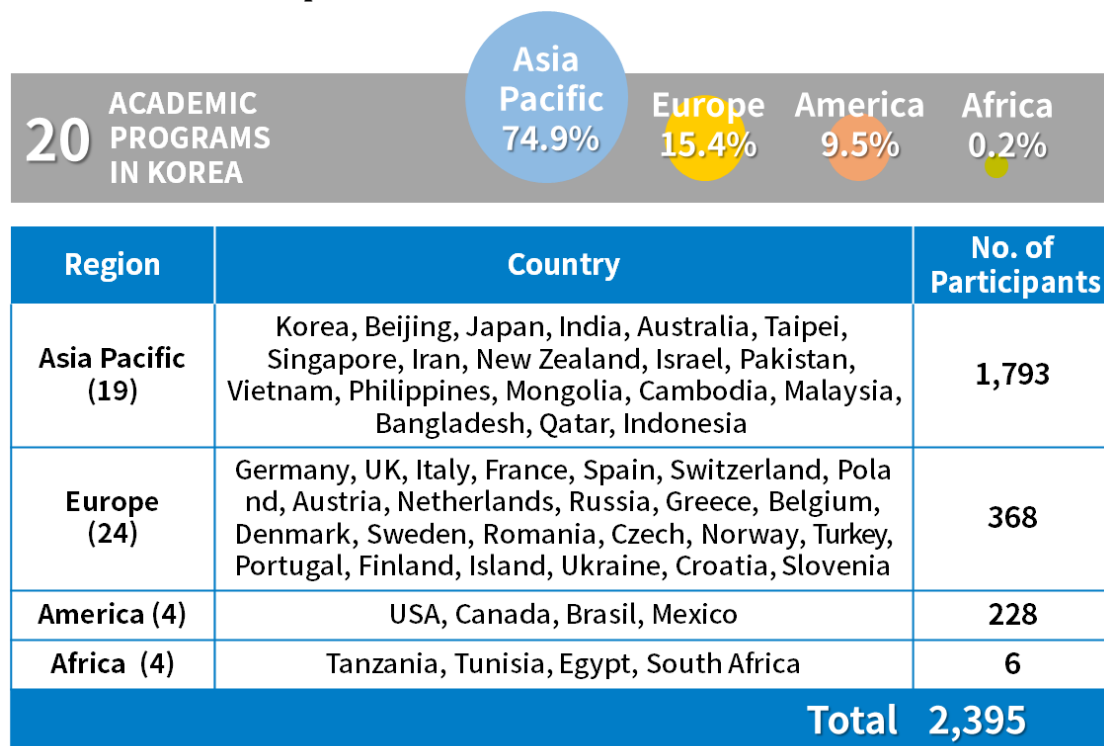 20
ACADEMIC
PROGRAMS
IN KOREA
Asia
Pacific
74.9%
Europe
15.4%
America
9.5%
Africa
0.2%
Region
Country
No. of
Participants
Asia Pacific
(19)
Korea, Beijing, Japan, India, Australia, Taipei,
Singapore, Iran, New Zealand, Israel, Pakistan,
Vietnam, Philippines, Mongolia, Cambodia, Malaysia,
Bangladesh, Qatar, Indonesia
1,793
Europe
(24)
Germany, UK, Italy, France, Spain, Switzerland, Pola
nd, Austria, Netherlands, Russia, Greece, Belgium,
Denmark, Sweden, Romania, Czech, Norway, Turkey,
Portugal, Finland, Island, Ukraine, Croatia, Slovenia
368
America (4)
USA, Canada, Brasil, Mexico
228
Africa (4)
Tanzania, Tunisia, Egypt, South Africa
6
Total 2,395